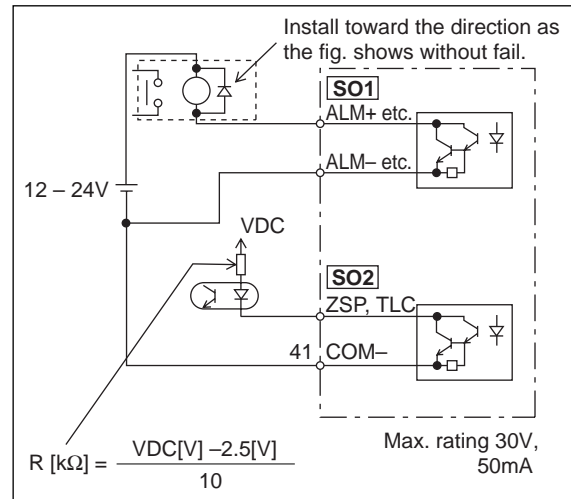 Install toward the direction as
the fig. shows without fail.
SO1
ALM+ etc.
ALM– etc.
12 – 24V
VDC
SO2
ZSP, TLC
41 COM–
R [kΩ] = VDC[V] –2.5[V]
10
Max. rating 30V,
50mA